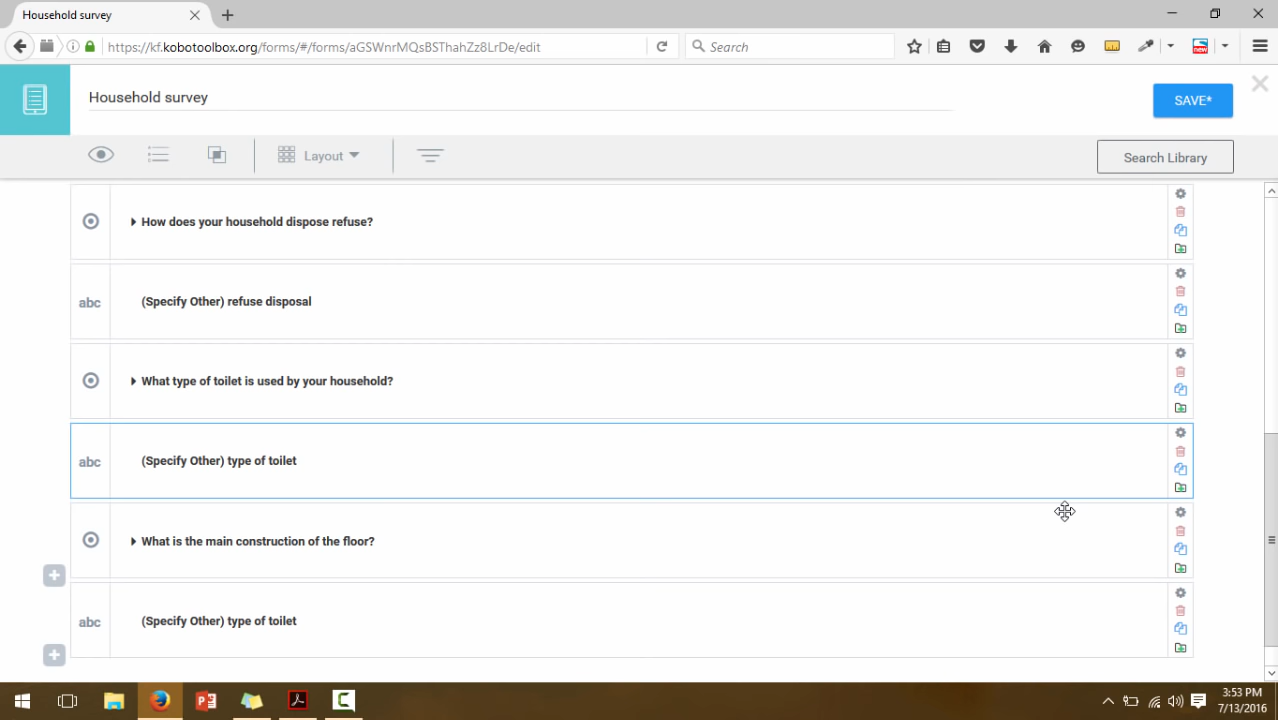 Household survey
https://kf.kobotoolbox.org/forms/#/forms/aGSWnrMQsBSThahZz8LrDe/edit
Search
new
Household survey
SAVE*
Layout
Search Library
How does your household dispose refuse?
abc
(Specify Other) refuse disposal
What type of toilet is used by your household?
abc
(Specify Other) type of toilet
What is the main construction of the floor?
abc
(Specify Other) type of toilet
3:53 PM
7/13/2016